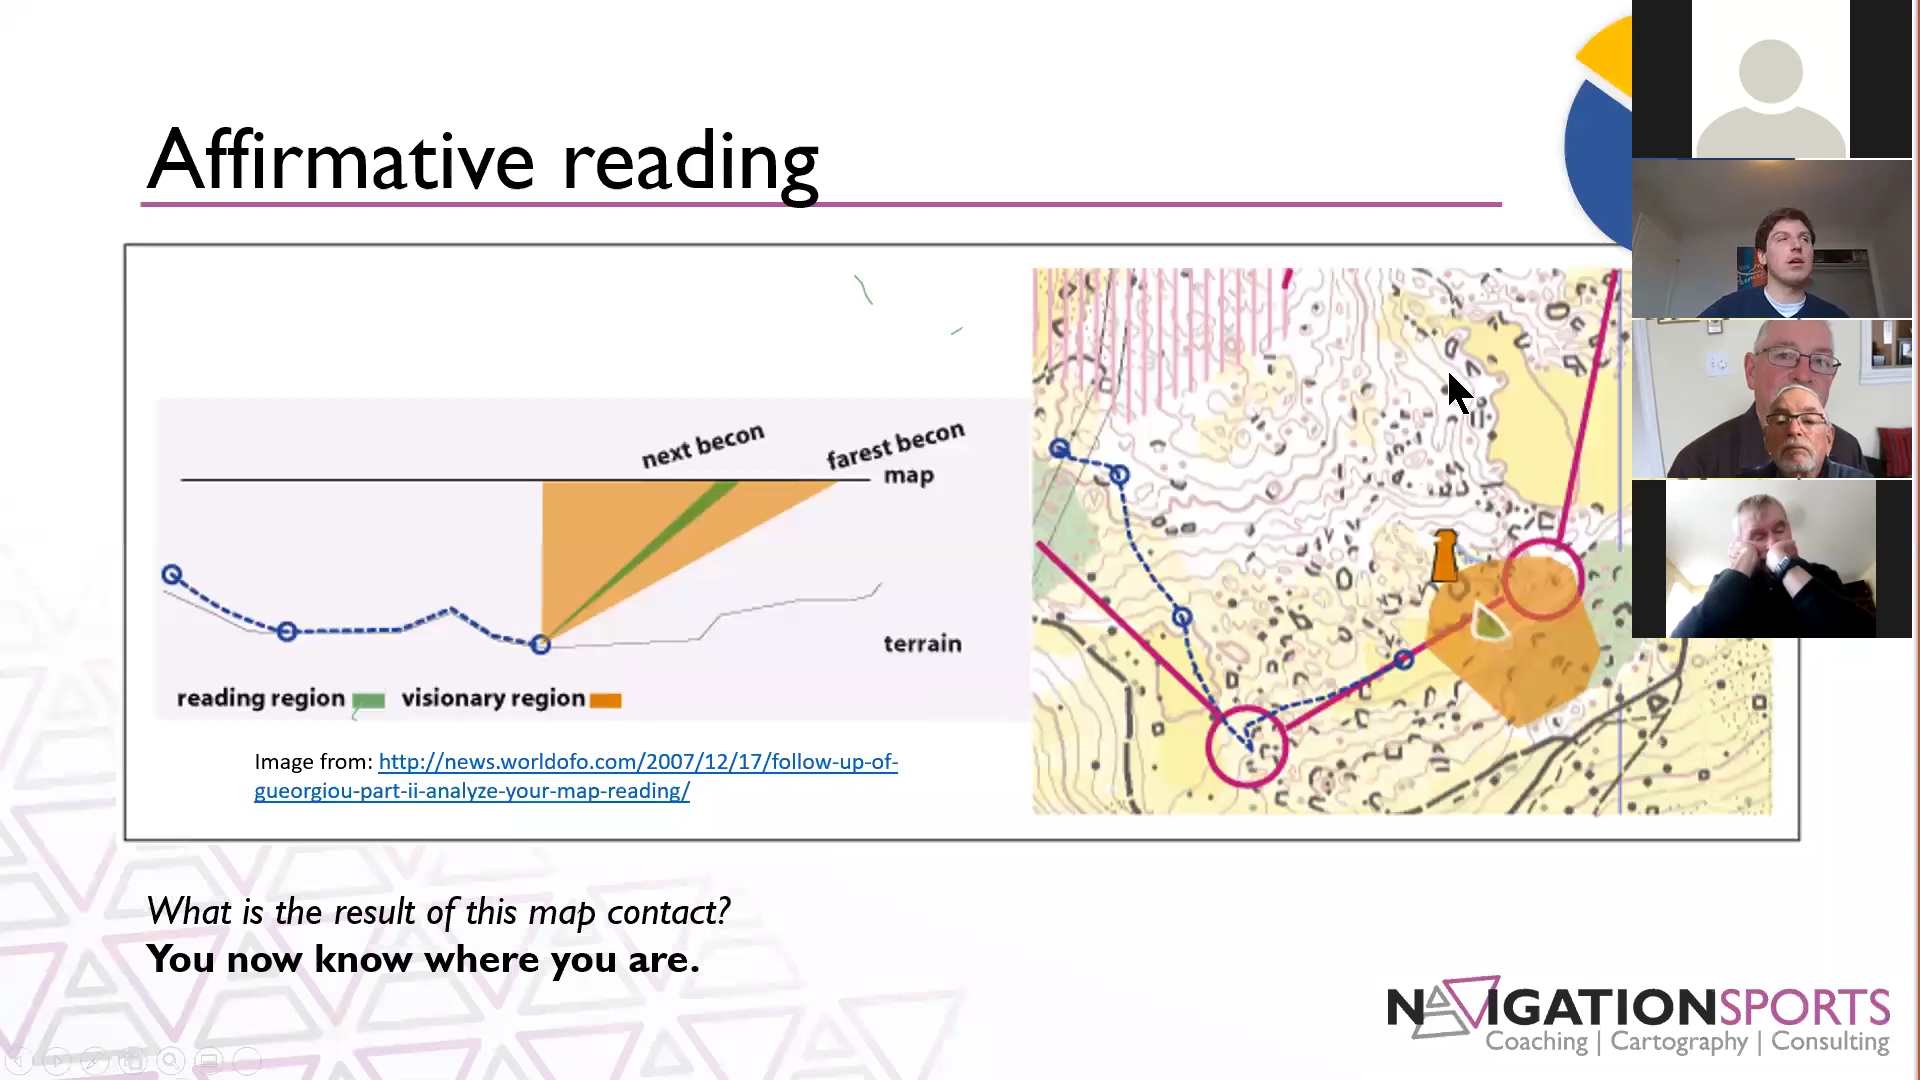 Affirmative reading
next becon
farest becon
map
terrain
reading region
visionary region
Image from: http://news.worldofo.com/2007/12/17/follow-up-of-
gueorgiou-part-ii-analyze-your-map-reading/
What is the result of this map contact?
You now know where you are.
NAVIGATIONSPORTS
Coaching | Cartography | Consulting